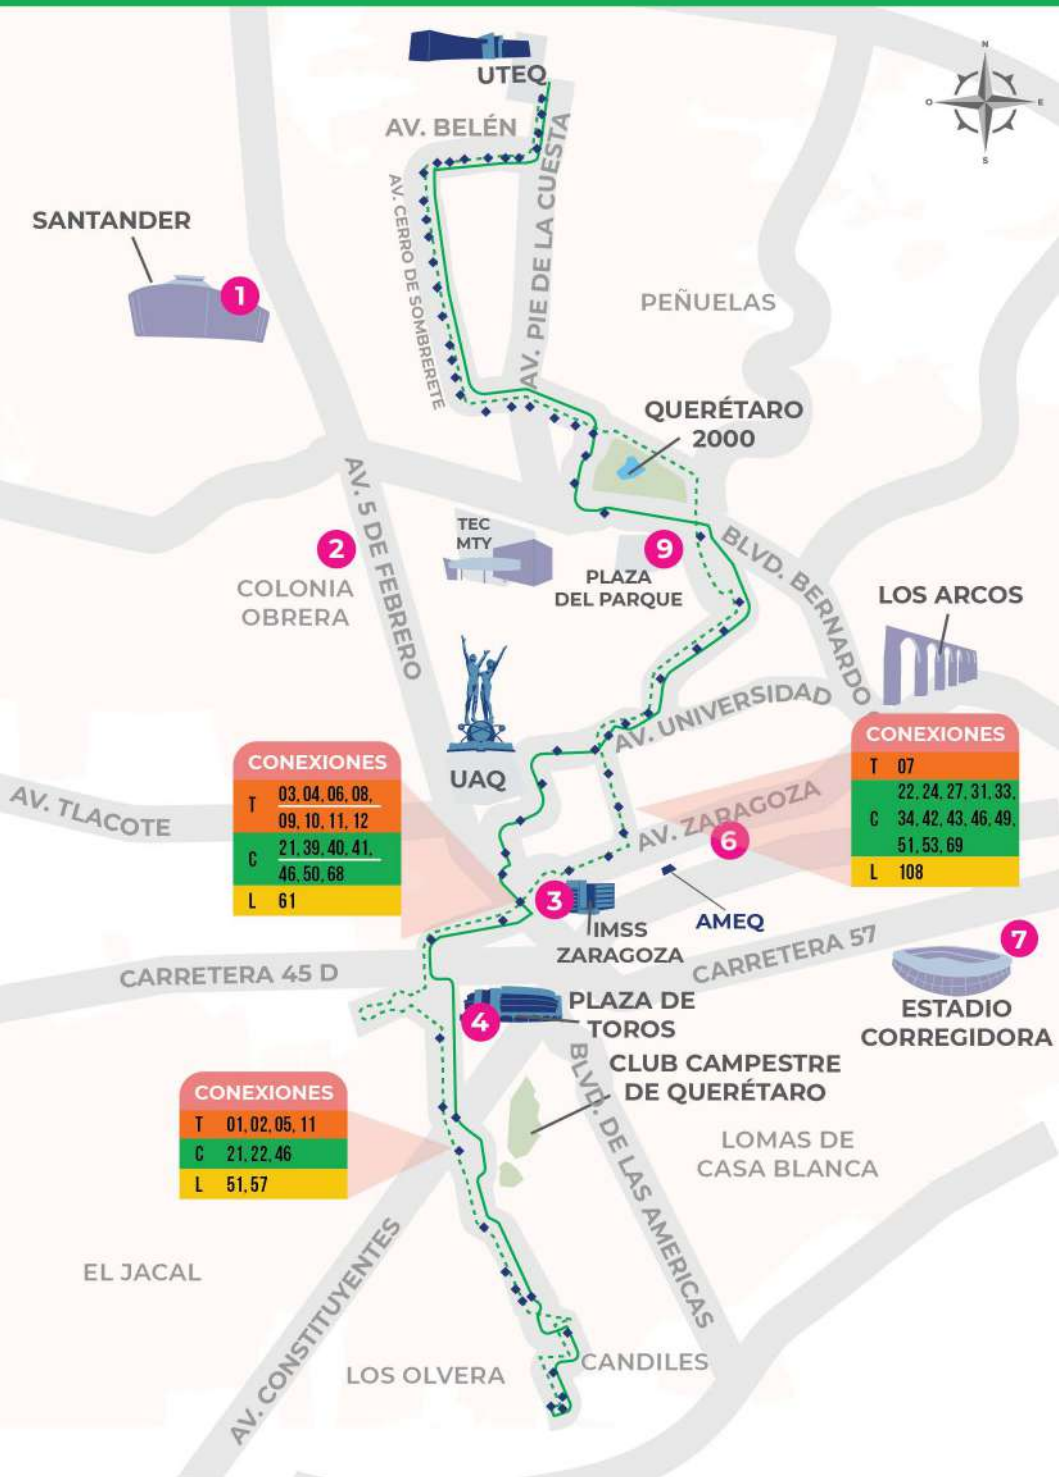 UTEQ
N
O
E
S
AV. BELÉN
AV. PIE DE LA CUESTA
AV. CERRO DE SOMBRERETE
SANTANDER
1
PEÑUELAS
QUERÉTARO
2000
AV. 5 DE FEBRERO
2
COLONIA
OBRERA
TEC
MTY
9
PLAZA
DEL PARQUE
BLVD. BERNARDO
LOS ARCOS
AV. UNIVERSIDAD
UAQ
CONEXIONES
T 03, 04, 06, 08,
09, 10, 11, 12
C 21, 39, 40, 41,
46, 50, 68
L 61
CONEXIONES
T 07
22, 24, 27, 31, 33,
C 34, 42, 43, 46, 49,
51, 53, 69
L 108
AV. TLACOTE
AV. ZARAGOZA
6
3
IMSS
ZARAGOZA
AMEQ
CARRETERA 45 D
CARRETERA 57
7
ESTADIO
CORREGIDORA
4
PLAZA DE
TOROS
CLUB CAMPESTRE
DE QUERÉTARO
BLVD. DE LAS AMERICAS
CONEXIONES
T 01, 02, 05, 11
C 21, 22, 46
L 51, 57
LOMAS DE
CASA BLANCA
EL JACAL
AV. CONSTITUYENTES
LOS OLVERA
CANDILES